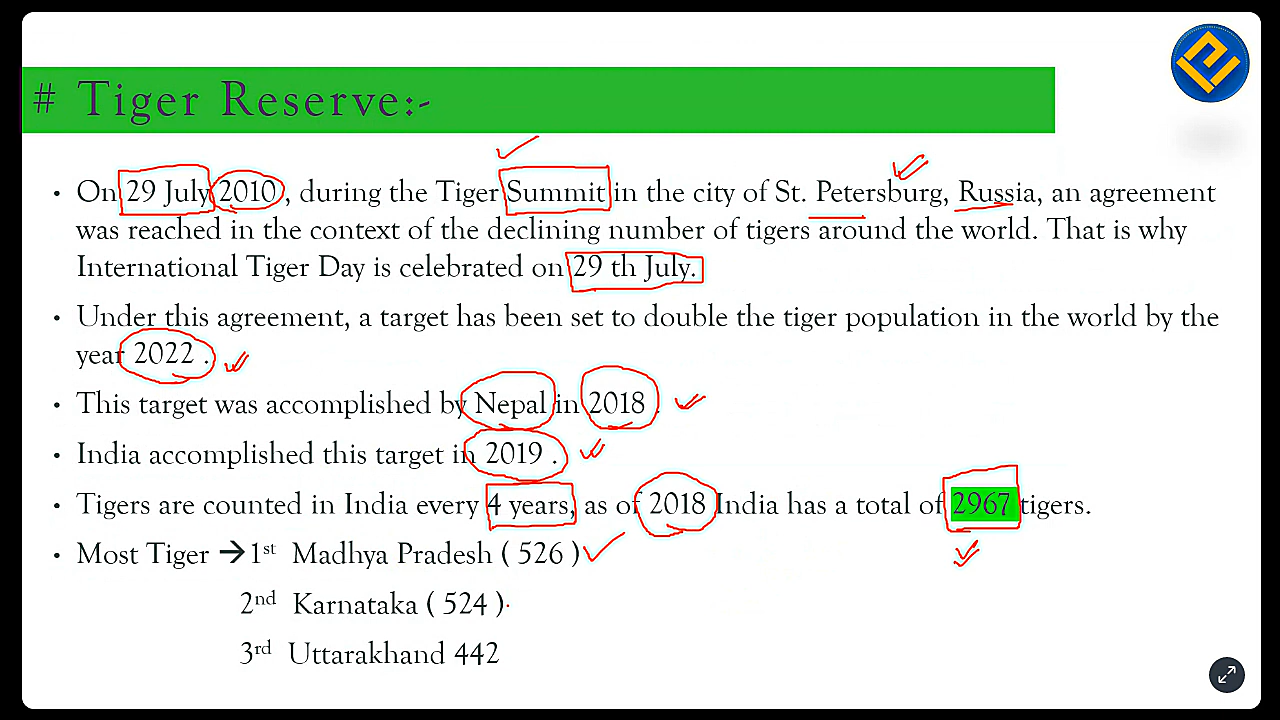 # Tiger Reserve:-
• On 29 July 2010 , during the Tiger Summit in the city of St. Petersburg, Russia, an agreement
was reached in the context of the declining number of tigers around the world. That is why
International Tiger Day is celebrated on 29 th July.
• Under this agreement, a target has been set to double the tiger population in the world by the
year 2022 .
• This target was accomplished by Nepal in 2018 .
• India accomplished this target in 2019 .
• Tigers are counted in India every 4 years, as of 2018 India has a total of 2967 tigers.
• Most Tiger → 1st Madhya Pradesh ( 526 )
2nd Karnataka ( 524 )
3rd Uttarakhand 442